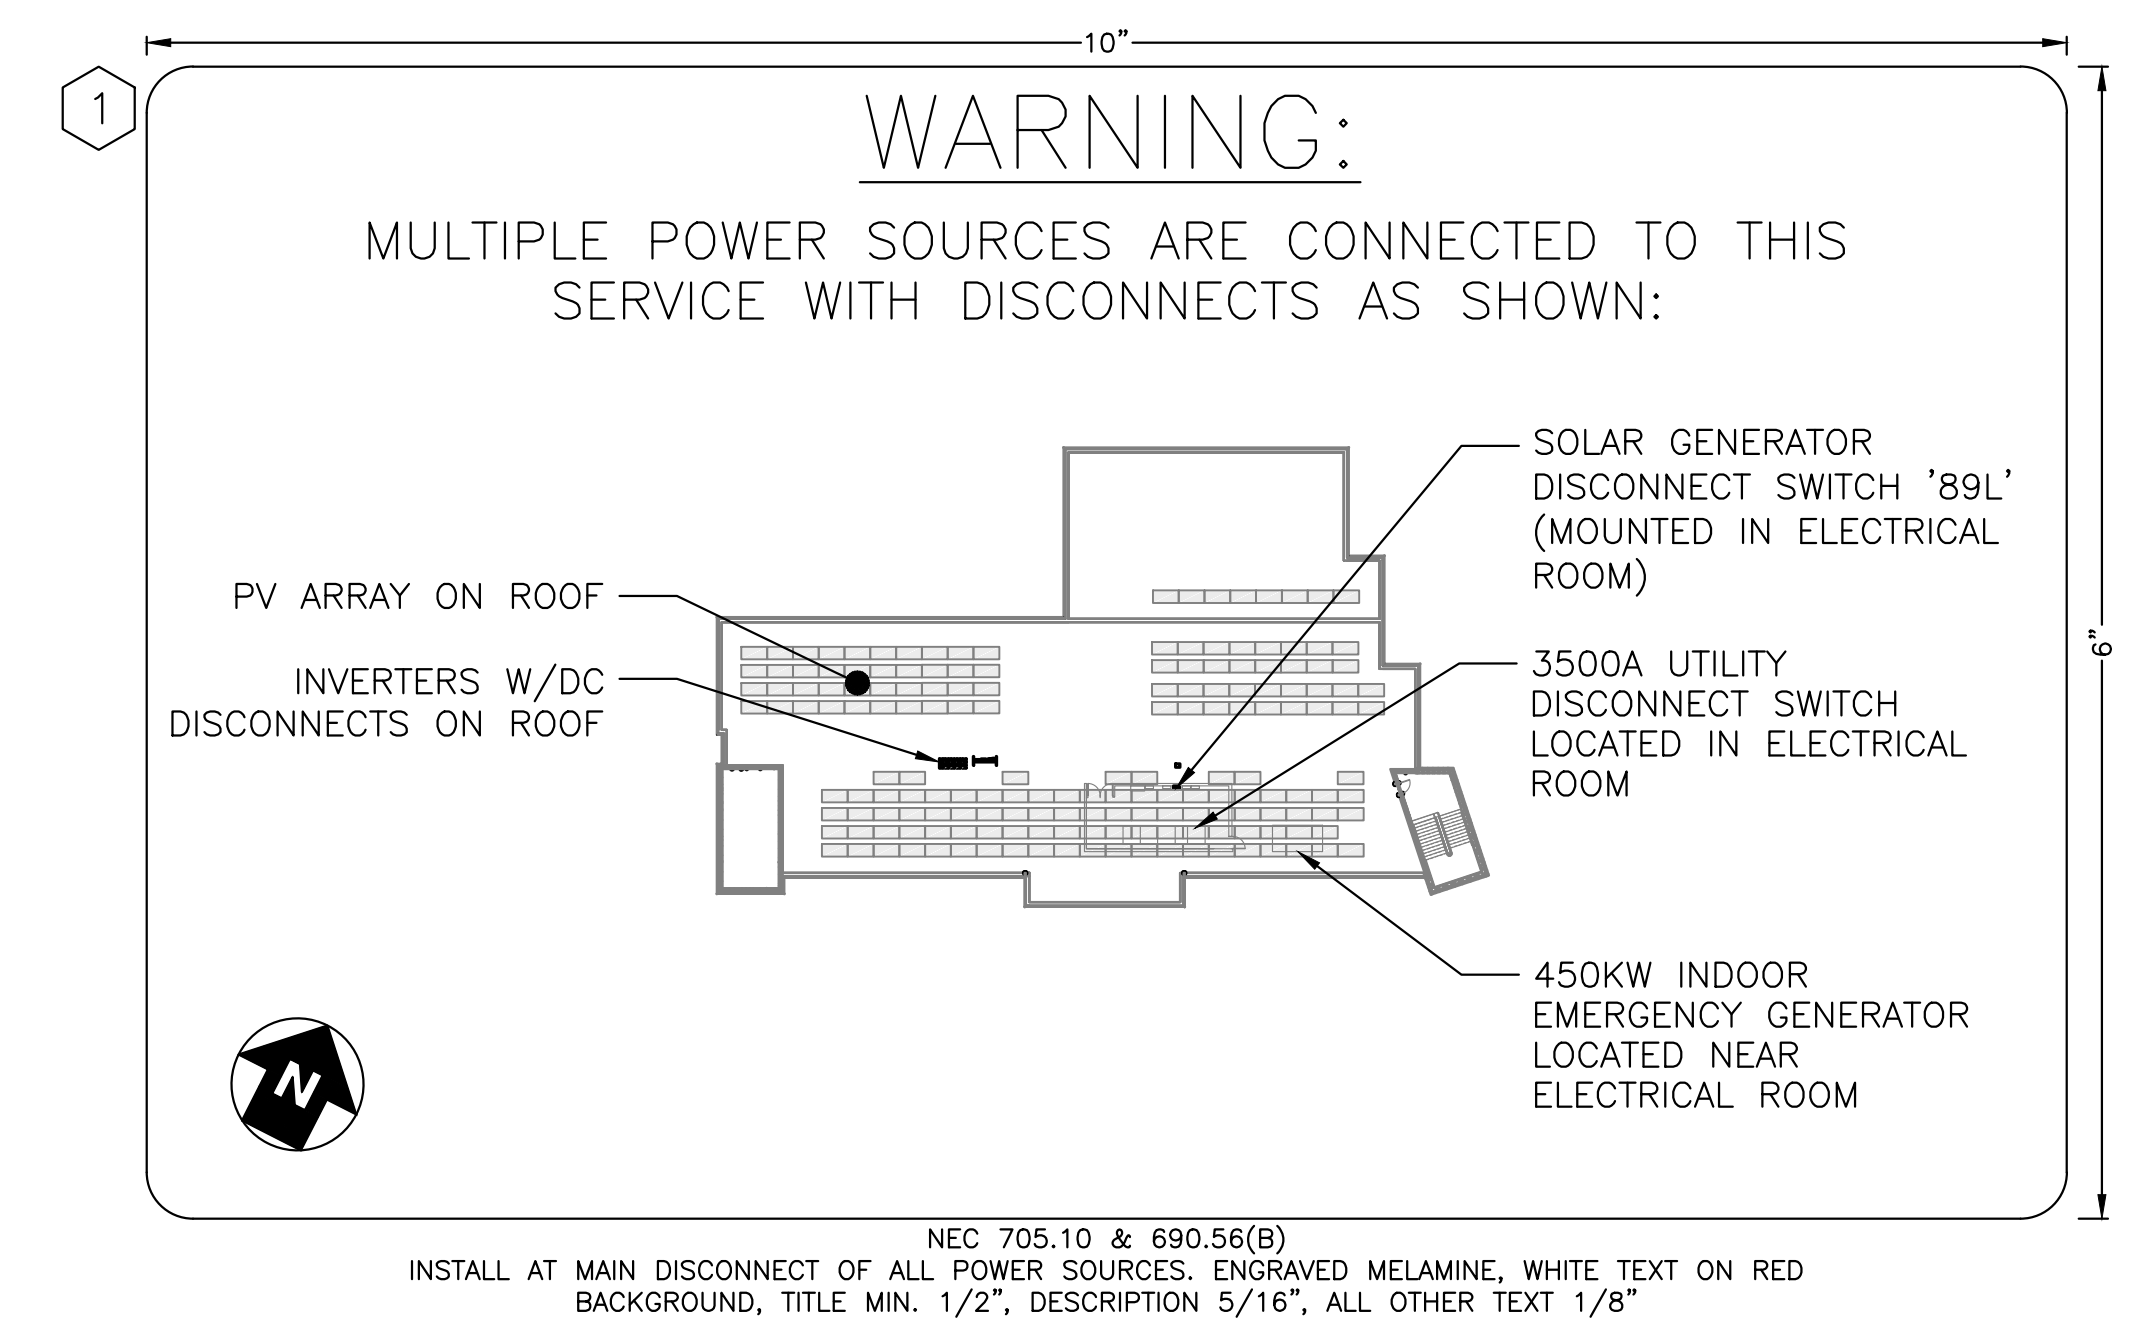 10"
1
WARNING:
MULTIPLE POWER SOURCES ARE CONNECTED TO THIS
SERVICE WITH DISCONNECTS AS SHOWN:
SOLAR GENERATOR
DISCONNECT SWITCH '89L'
(MOUNTED IN ELECTRICAL
ROOM)
PV ARRAY ON ROOF
INVERTERS W/DC
DISCONNECTS ON ROOF
3500A UTILITY
DISCONNECT SWITCH
LOCATED IN ELECTRICAL
ROOM
6"
450KW INDOOR
EMERGENCY GENERATOR
LOCATED NEAR
ELECTRICAL ROOM
N
NEC 705.10 & 690.56(B)
INSTALL AT MAIN DISCONNECT OF ALL POWER SOURCES. ENGRAVED MELAMINE, WHITE TEXT ON RED
BACKGROUND, TITLE MIN. 1/2", DESCRIPTION 5/16", ALL OTHER TEXT 1/8"